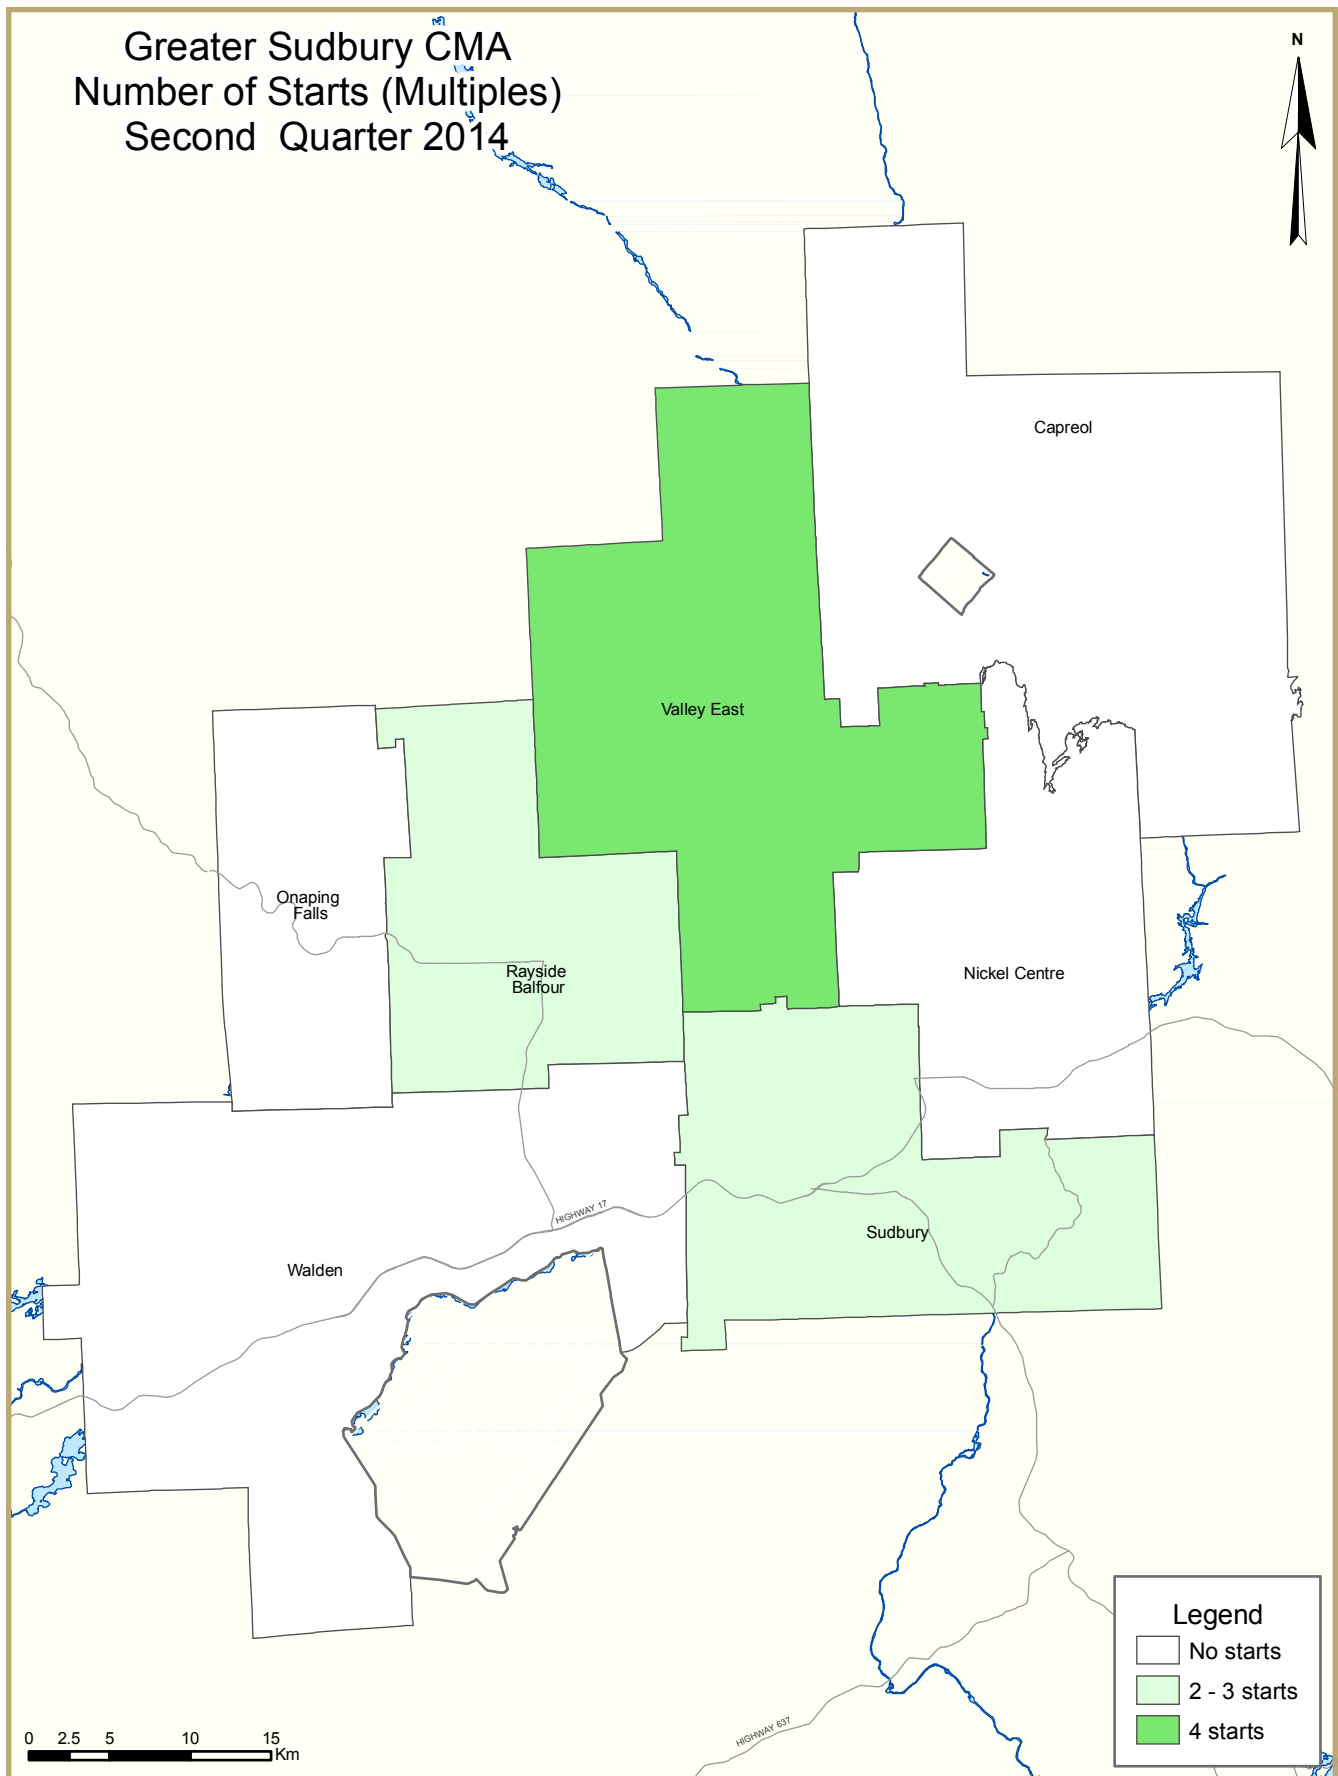 Greater Sudbury CMA
Number of Starts (Multiples)
Second Quarter 2014
N
Capreol
Valley East
Onaping
Falls
Rayside
Balfour
Nickel Centre
HIGHWAY 17
Sudbury
Walden
HIGHWAY 637
Legend
No starts
2 - 3 starts
4 starts
0 2.5 5 10 15
Km